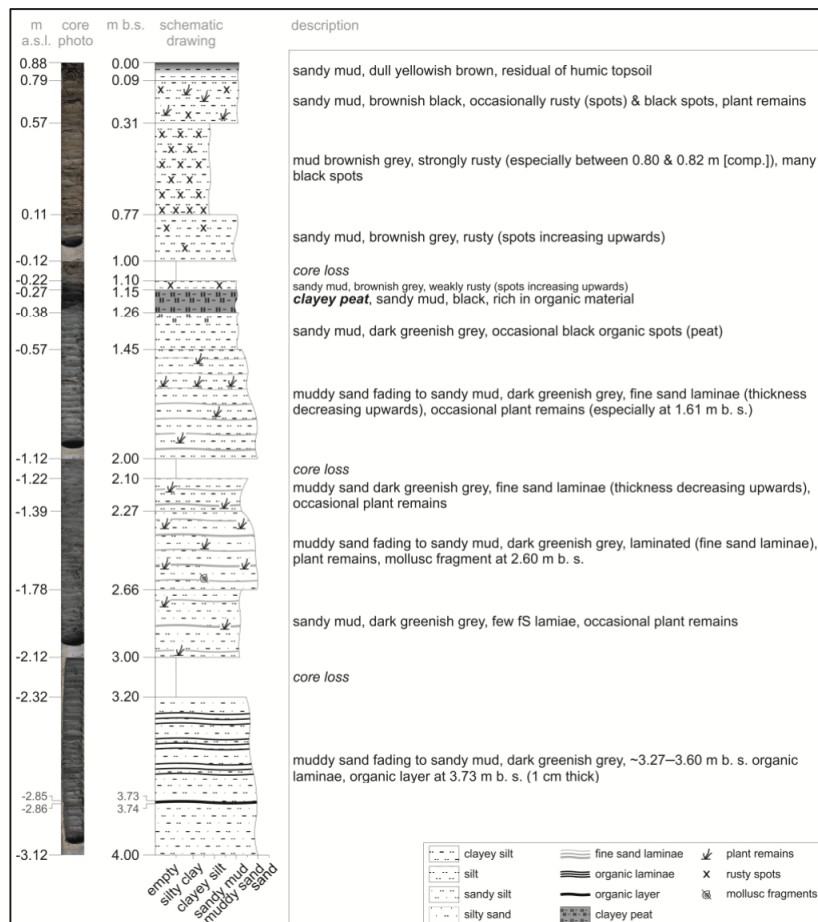 m a.s.l.
core photo
m b.s.
schematic drawing
description
0.88 0.00
sandy mud, dull yellowish brown, residual of humic topsoil
0.79 0.09
sandy mud, brownish black, occasionally rusty (spots) & black spots, plant remains
0.57 0.31
mud brownish grey, strongly rusty (especially between 0.80 & 0.82 m [comp.]), many
black spots
0.11 0.77
sandy mud, brownish grey, rusty (spots increasing upwards)
-0.12 1.00
core loss
-0.22 1.10
sandy mud, brownish grey, weakly rusty (spots increasing upwards)
-0.27 1.15
clayey peat, sandy mud, black, rich in organic material
-0.38 1.26
sandy mud, dark greenish grey, occasional black organic spots (peat)
-0.57 1.45
muddy sand fading to sandy mud, dark greenish grey, fine sand laminae (thickness
decreasing upwards), occasional plant remains (especially at 1.61 m b. s.)
-1.12 2.00
core loss
-1.22 2.10
muddy sand dark greenish grey, fine sand laminae (thickness decreasing upwards),
occasional plant remains
-1.39 2.27
muddy sand fading to sandy mud, dark greenish grey, laminated (fine sand laminae),
plant remains, mollusc fragment at 2.60 m b. s.
-1.78 2.66
sandy mud, dark greenish grey, few fS lamiae, occasional plant remains
-2.12 3.00
core loss
-2.32 3.20
muddy sand fading to sandy mud, dark greenish grey, ~3.27–3.60 m b. s. organic
laminae, organic layer at 3.73 m b. s. (1 cm thick)
-2.85 3.73
-2.86 3.74
-3.12 4.00
empty
silty clay
clayey silt
sandy mud
muddy sand
sand
clayey silt
silt
sandy silt
silty sand
fine sand laminae
organic laminae
organic layer
clayey peat
plant remains
x rusty spots
mollusc fragments